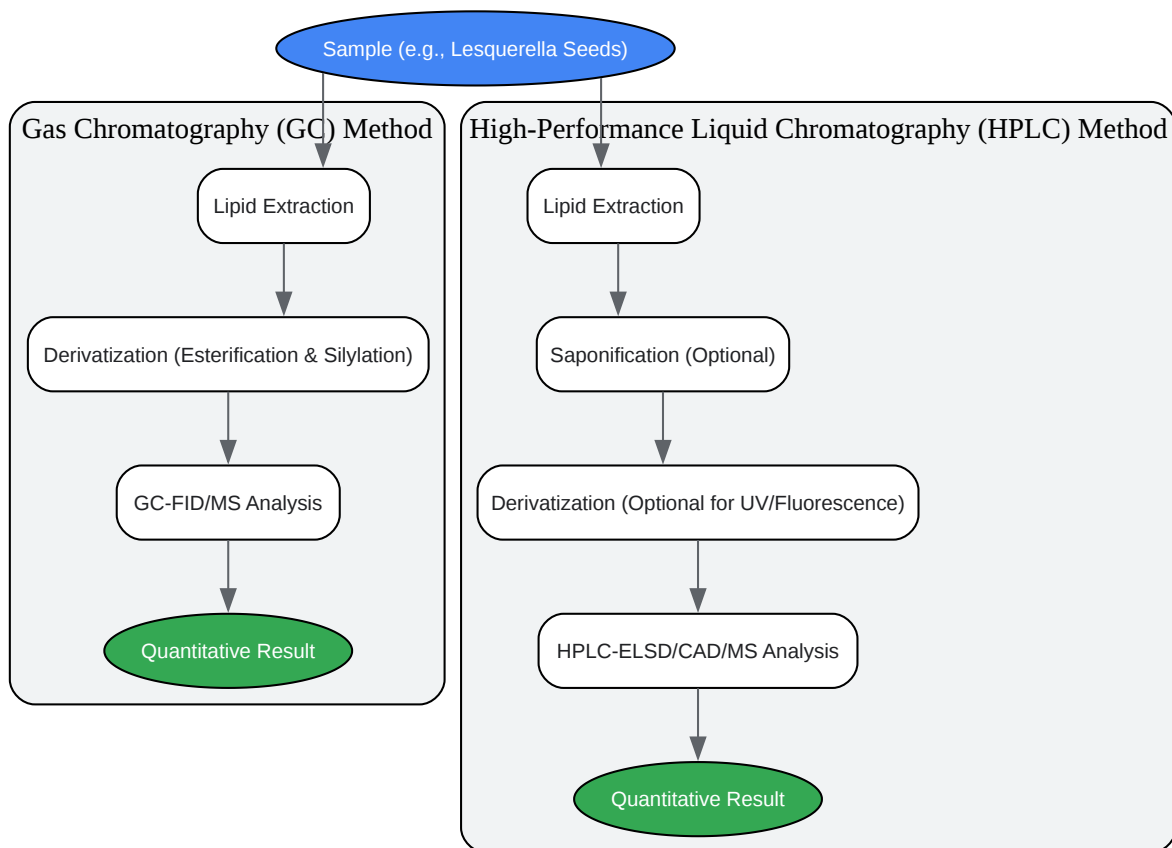 Sample (e.g., Lesquerella Seeds)
Gas Chromatography (GC) Method
Lipid Extraction
Derivatization (Esterification & Silylation)
GC-FID/MS Analysis
Quantitative Result
High-Performance Liquid Chromatography (HPLC) Method
Lipid Extraction
Saponification (Optional)
Derivatization (Optional for UV/Fluorescence)
HPLC-ELSD/CAD/MS Analysis
Quantitative Result